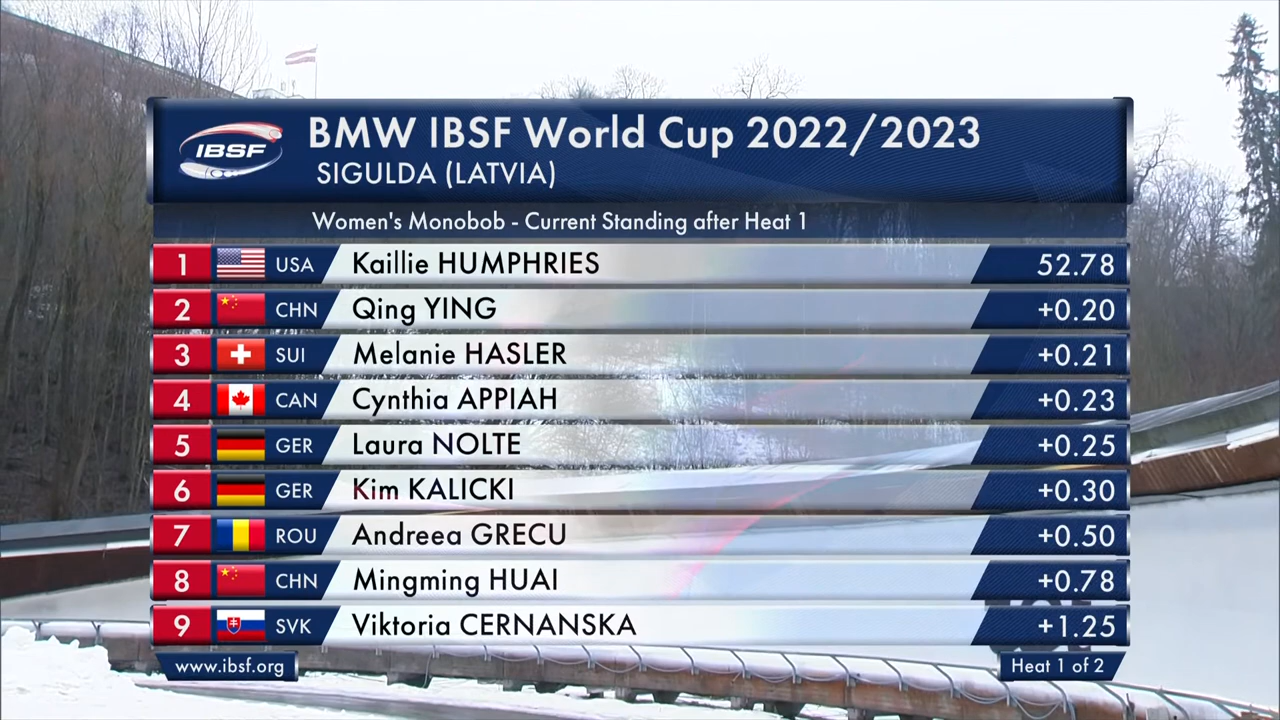 IBSF
BMW IBSF World Cup 2022/2023
SIGULDA (LATVIA)
Women's Monobob - Current Standing after Heat 1
1 USA Kaillie HUMPHRIES 52.78
2 CHN Qing YING +0.20
3 SUI Melanie HASLER +0.21
4 CAN Cynthia APPIAH +0.23
5 GER Laura NOLTE +0.25
6 GER Kim KALICKI +0.30
7 ROU Andreea GRECU +0.50
8 CHN Mingming HUAI +0.78
9 SVK Viktoria CERNANSKA +1.25
www.ibsf.org
Heat 1 of 2